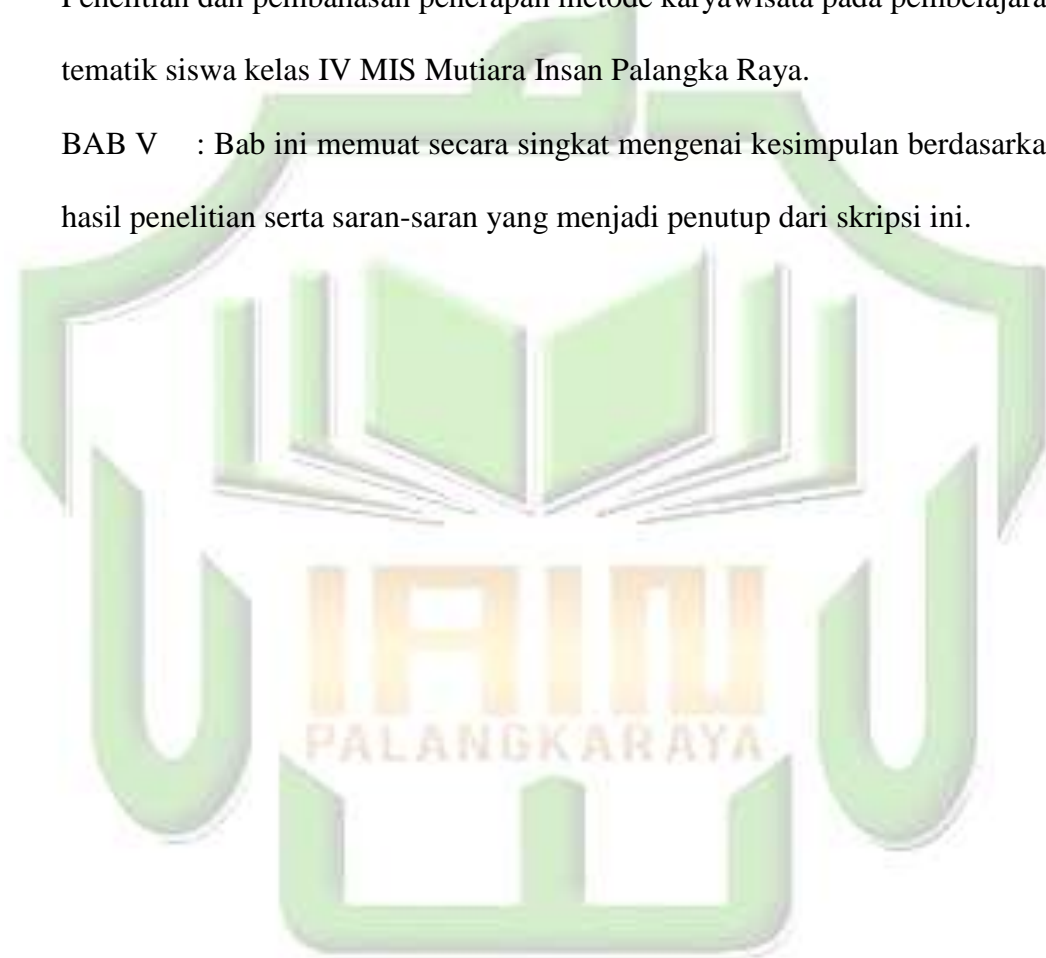 Penelitian dan pembahasan penerapan metode karyawisata pada pembelajara
tematik siswa kelas IV MIS Mutiara Insan Palangka Raya.
BAB V : Bab ini memuat secara singkat mengenai kesimpulan berdasarka
hasil penelitian serta saran-saran yang menjadi penutup dari skripsi ini.
IAIN
PALANGKARAYA